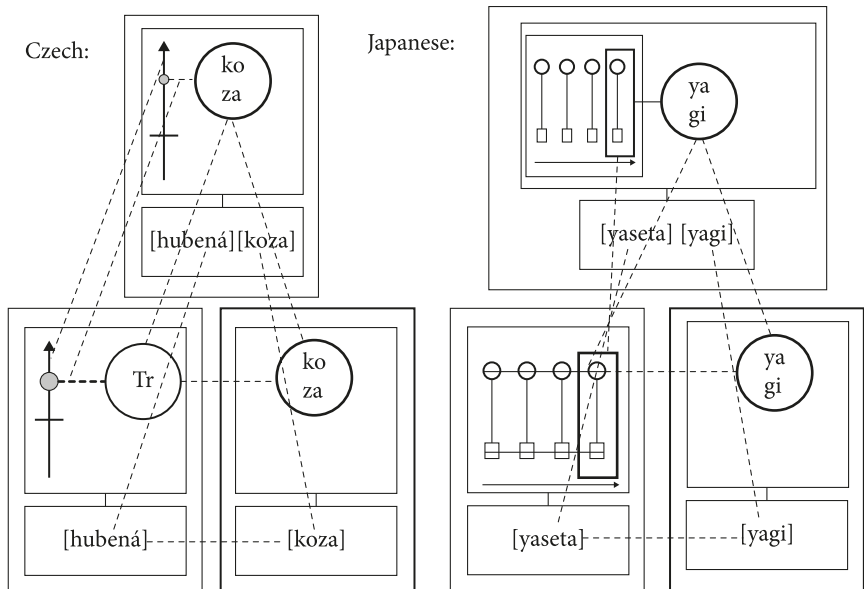 Czech:
ko
za
[hubená][koza]
Tr
ko
za
[hubená]
[koza]
Japanese:
ya
gi
[yaseta] [yagi]
ya
gi
[yaseta]
[yagi]